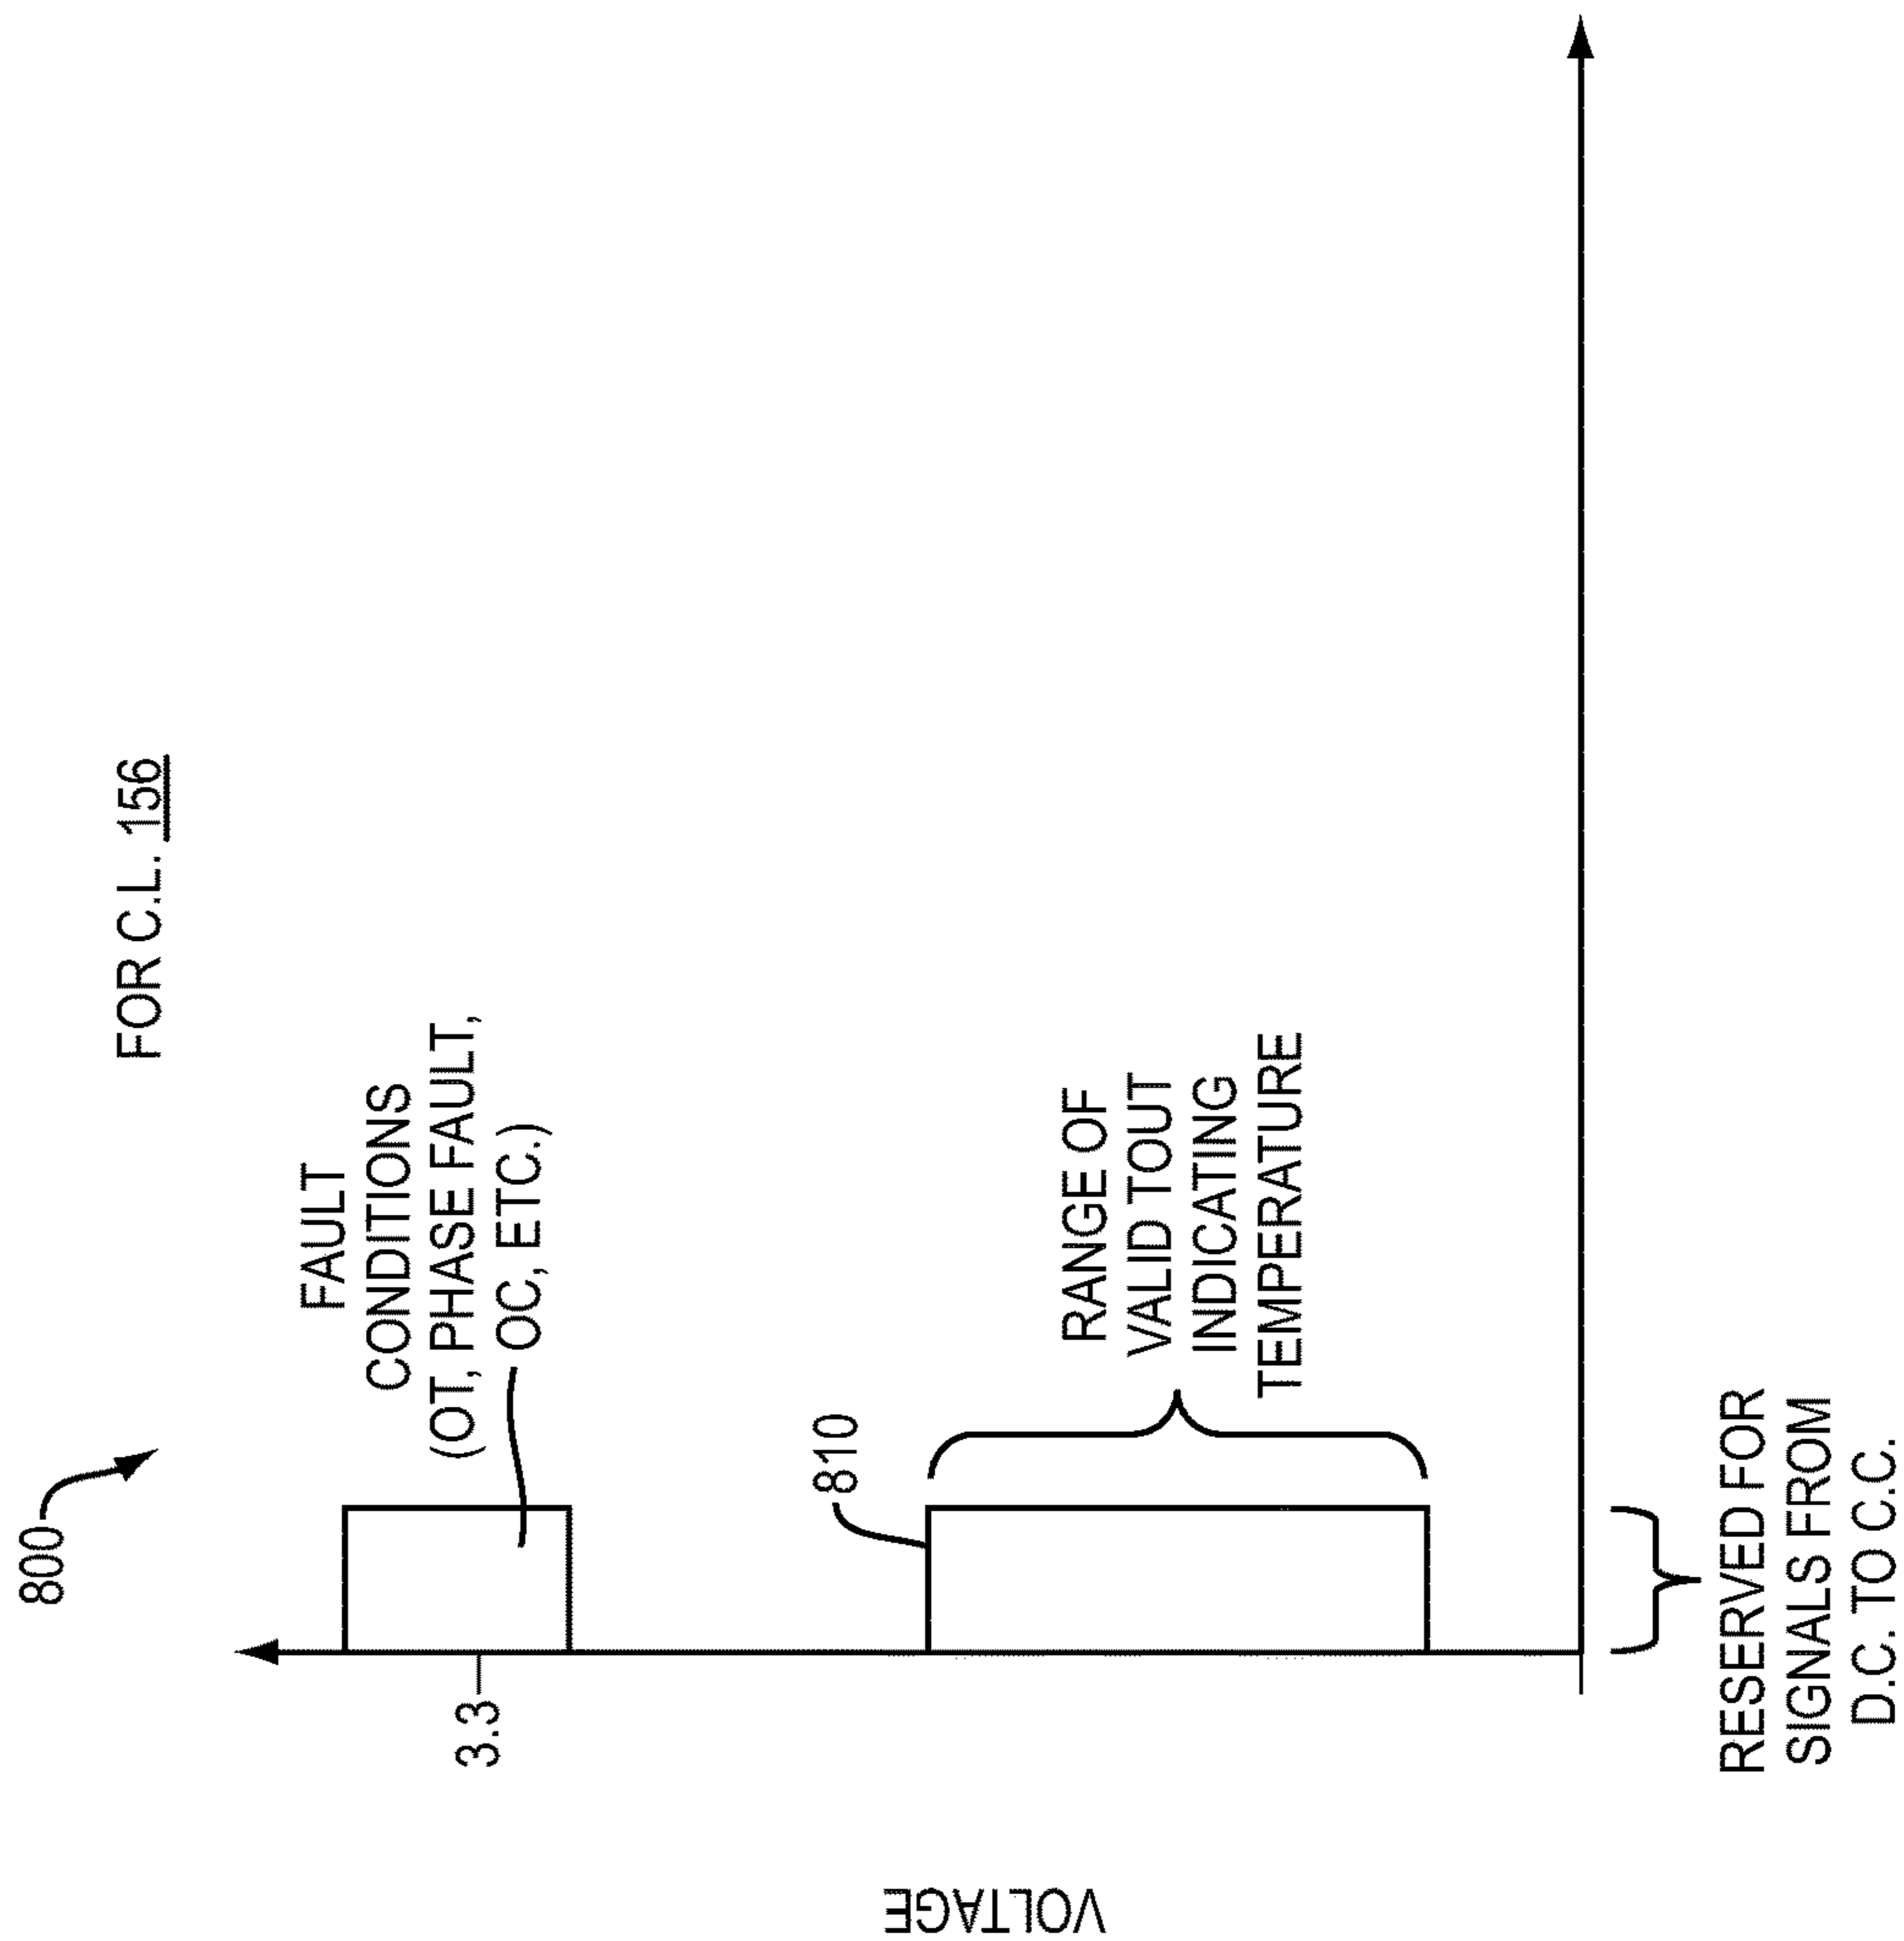 800
FOR C.L. 156
FAULT
CONDITIONS
(OT, PHASE FAULT,
OC, ETC.)
3.3
810
RANGE OF
VALID TOUT
INDICATING
TEMPERATURE
VOLTAGE
RESERVED FOR
SIGNALS FROM
D.C. TO C.C.